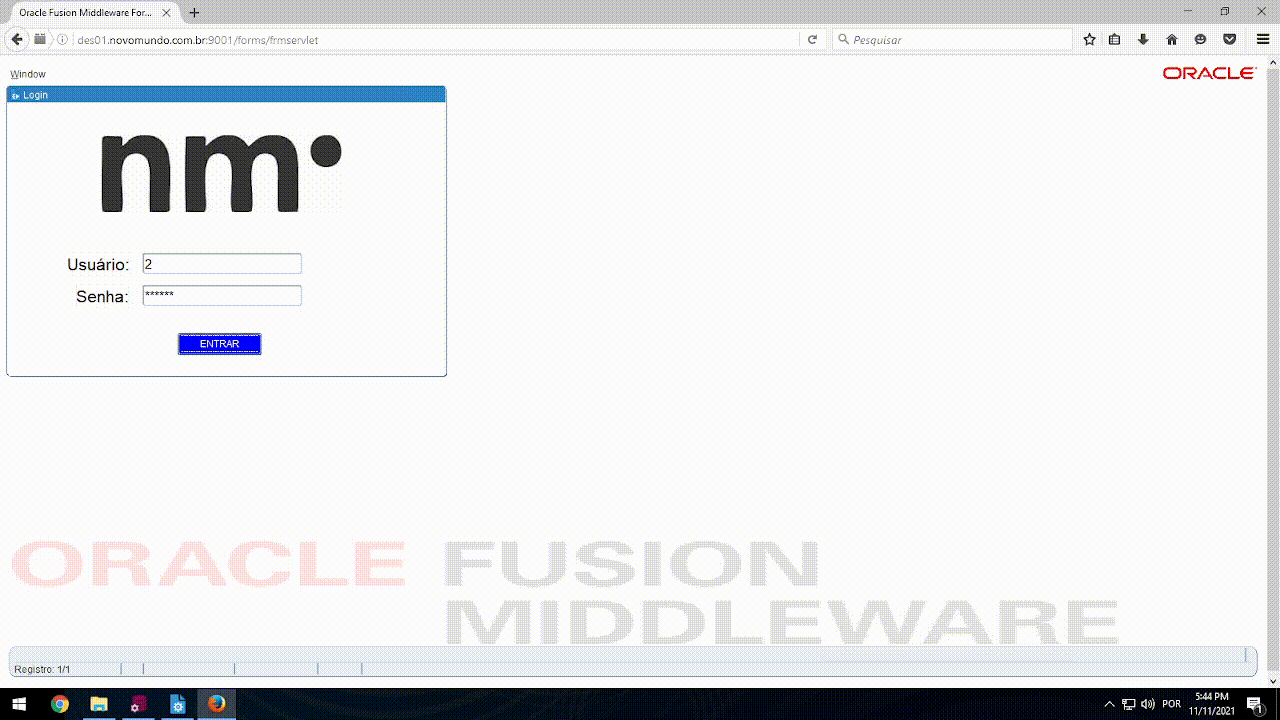 Oracle Fusion Middleware For...
des01.novomundo.com.br:9001/forms/frmservlet
Pesquisar
Window
ORACLE
Login
nm
Usuário: 2
Senha: ******
ENTRAR
ORACLE FUSION
MIDDLEWARE
Registro: 1/1
POR
5:44 PM
11/11/2021
1